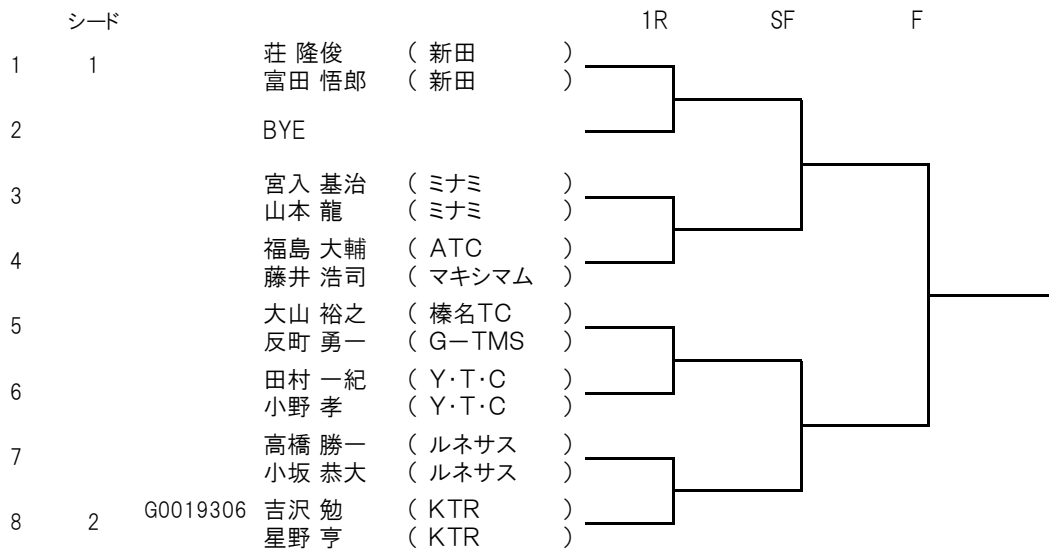 シード 1R SF F
荘 隆俊 ( 新田 )
1 1
富田 悟郎 ( 新田 )
2 BYE
宮入 基治 ( ミナミ )
3
山本 龍 ( ミナミ )
福島 大輔 ( ATC )
4
藤井 浩司 ( マキシマム )
大山 裕之 ( 榛名TC )
5
反町 勇一 ( G－TMS )
田村 一紀 ( Y･T･C )
6
小野 孝 ( Y･T･C )
高橋 勝一 ( ルネサス )
7
小坂 恭大 ( ルネサス )
吉沢 勉 ( KTR )
8 2 G0019306
星野 亨 ( KTR )